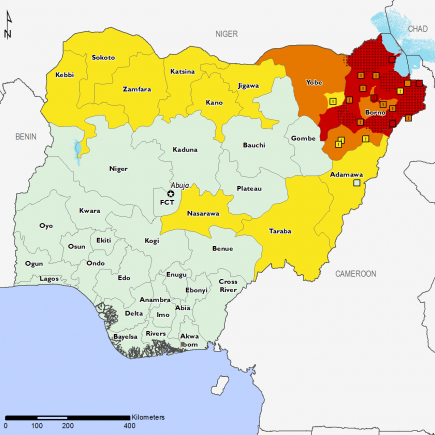 N
NIGER
CHAD
Sokoto
Kebbi
Katsina
Zamfara
Jigawa
Kano
Yobe
Borno
BENIN
Kaduna
Bauchi
Gombe
Niger
Adamawa
Abuja
FCT
Plateau
Nasarawa
Kwara
Oyo
Taraba
Ekiti
Kogi
Osun
Benue
Ogun
Ondo
CAMEROON
Lagos
Edo
Enugu
Cross
River
Ebonyi
Anambra
Abia
Delta
Imo
Bayelsa
Rivers
Akwa
Ibom
Kilometers
0 100 200 400